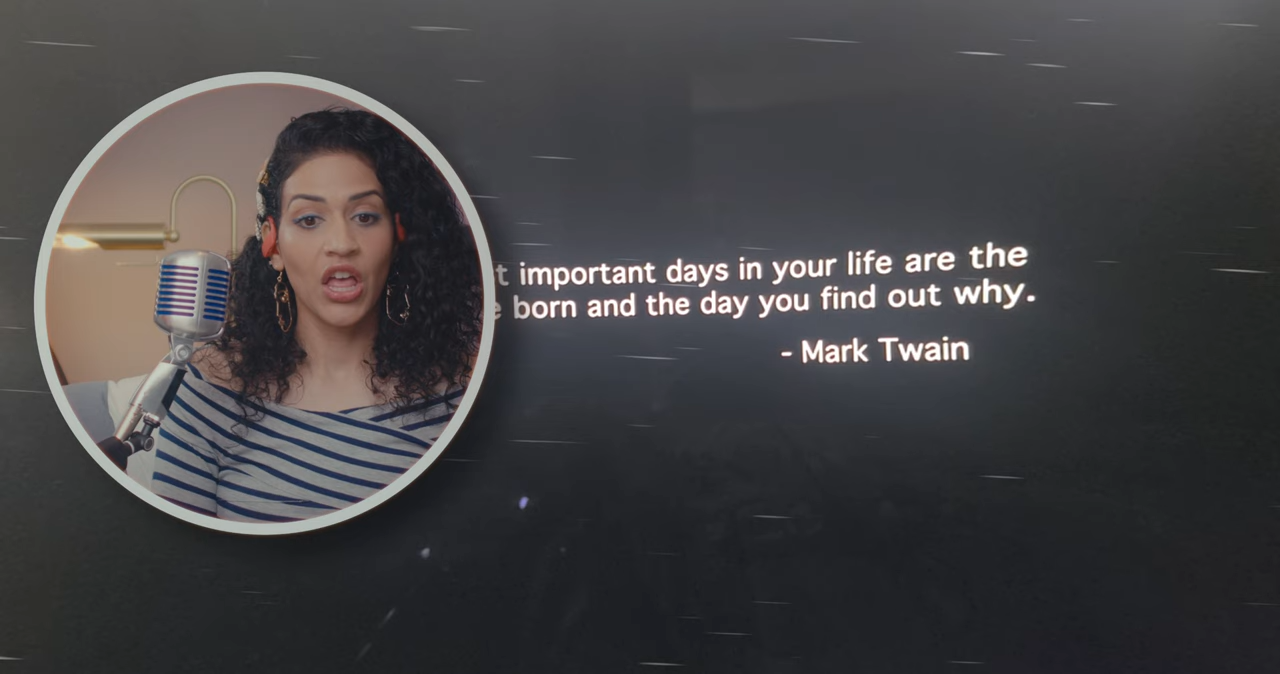 important days in your life are the
born and the day you find out why.
- Mark Twain